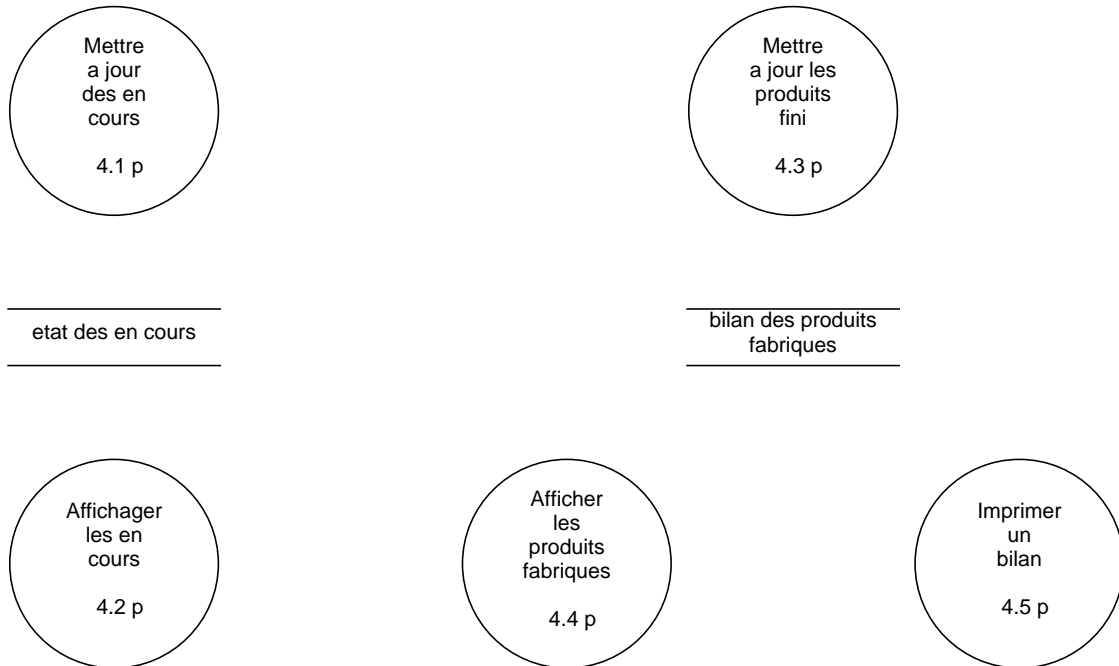 Mettre
a jour
des en
cours
4.1 p
Mettre
a jour les
produits
fini
4.3 p
etat des en cours
bilan des produits
fabriques
Affichager
les en
cours
4.2 p
Afficher
les
produits
fabriques
4.4 p
Imprimer
un
bilan
4.5 p